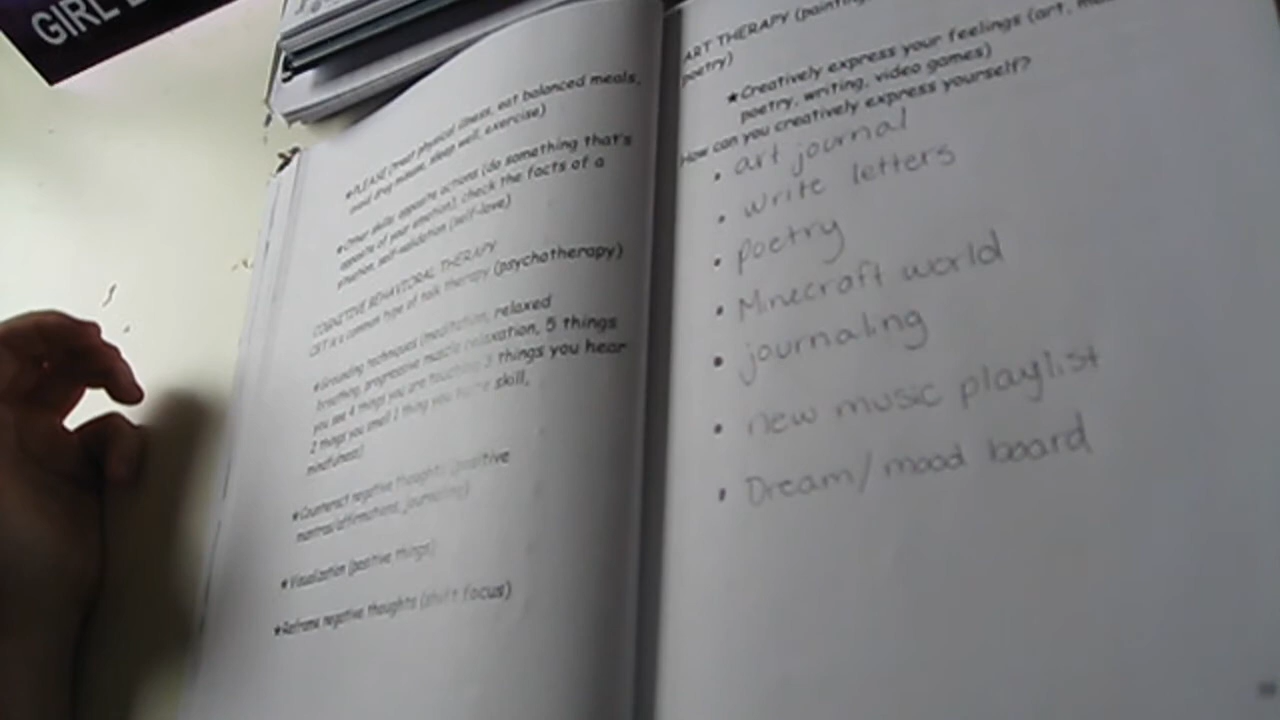 GIRL
★PLEASE (treat physical illness, eat balanced meals,
avoid drug misuse, sleep well, exercise)
★Other skills: opposite actions (do something that's
opposite of your emotion), check the facts of a
situation, self-validation (self-love)
COGNITIVE BEHAVIORAL THERAPY
CBT is a common type of talk therapy (psychotherapy)
★Grounding techniques (meditation, relaxed
breathing, progressive muscle relaxation, 5 things
you see 4 things you are touching 3 things you hear
2 things you smell 1 thing you taste skill,
mindfulness)
★Counteract negative thoughts (positive
mantras/affirmations, journaling)
★Visualization (positive things)
★Reframe negative thoughts (shift focus)
ART THERAPY (painting
poetry)
★Creatively express your feelings (art,
poetry, writing, video games)
How can you creatively express yourself?
• art journal
• write letters
• poetry
• Minecraft world
• journaling
• new music playlist
• Dream/mood board